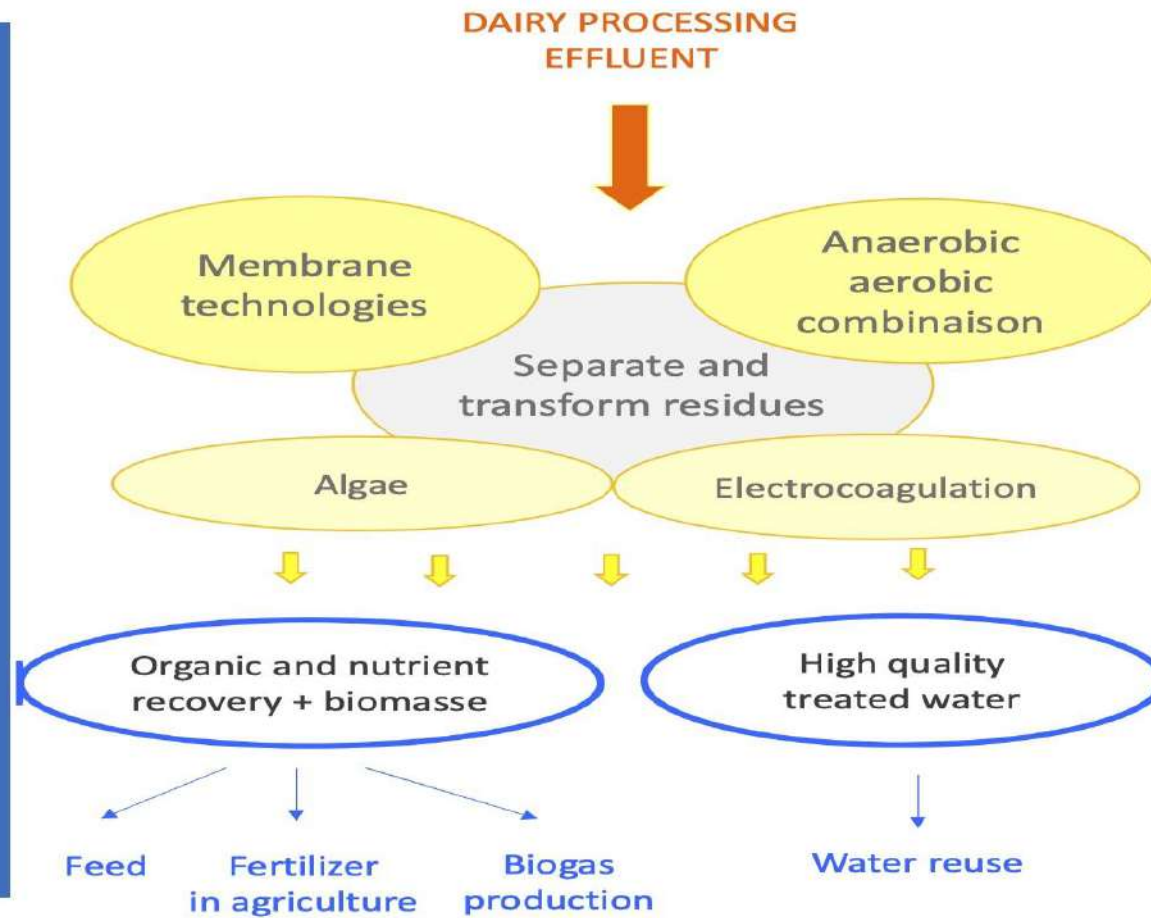 DAIRY PROCESSING
EFFLUENT
Membrane
technologies
Anaerobic
aerobic
combinaison
Separate and
transform residues
Algae
Electrocoagulation
Organic and nutrient
recovery + biomasse
High quality
treated water
Feed
Fertilizer
in agriculture
Biogas
production
Water reuse